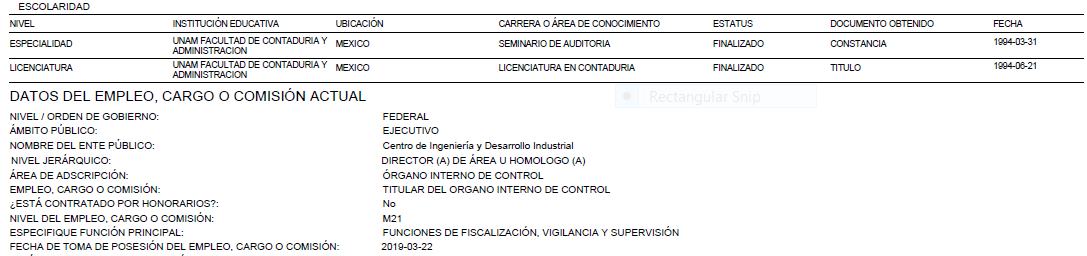 ESCOLARIDAD
NIVEL INSTITUCIÓN EDUCATIVA UBICACIÓN CARRERA O ÁREA DE CONOCIMIENTO ESTATUS DOCUMENTO OBTENIDO FECHA
ESPECIALIDAD UNAM FACULTAD DE CONTADURIA Y ADMINISTRACION MEXICO SEMINARIO DE AUDITORIA FINALIZADO CONSTANCIA 1994-03-31
LICENCIATURA UNAM FACULTAD DE CONTADURIA Y ADMINISTRACION MEXICO LICENCIATURA EN CONTADURIA FINALIZADO TITULO 1994-06-21
DATOS DEL EMPLEO, CARGO O COMISIÓN ACTUAL
Rectangular Snip
NIVEL / ORDEN DE GOBIERNO: FEDERAL
ÁMBITO PÚBLICO: EJECUTIVO
NOMBRE DEL ENTE PÚBLICO: Centro de Ingeniería y Desarrollo Industrial
NIVEL JERÁRQUICO: DIRECTOR (A) DE ÁREA U HOMOLOGO (A)
ÁREA DE ADSCRIPCIÓN: ÓRGANO INTERNO DE CONTROL
EMPLEO, CARGO O COMISIÓN: TITULAR DEL ORGANO INTERNO DE CONTROL
¿ESTÁ CONTRATADO POR HONORARIOS?: No
NIVEL DEL EMPLEO, CARGO O COMISIÓN: M21
ESPECIFIQUE FUNCIÓN PRINCIPAL: FUNCIONES DE FISCALIZACIÓN, VIGILANCIA Y SUPERVISIÓN
FECHA DE TOMA DE POSESIÓN DEL EMPLEO, CARGO O COMISIÓN: 2019-03-22